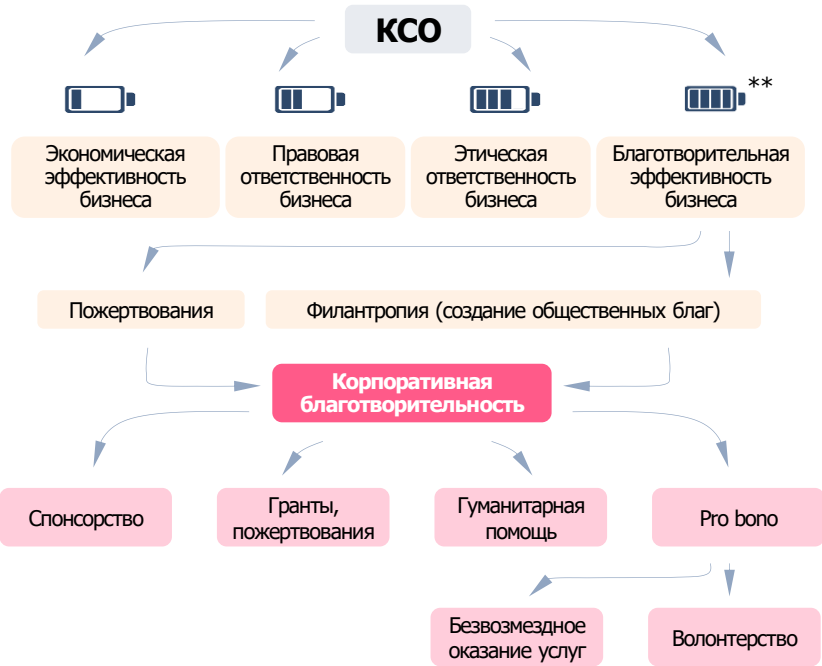 КСО
**
Экономическая
эффективность
бизнеса
Правовая
ответственность
бизнеса
Этическая
ответственность
бизнеса
Благотворительная
эффективность
бизнеса
Пожертвования
Филантропия (создание общественных благ)
Корпоративная
благотворительность
Спонсорство
Гранты,
пожертвования
Гуманитарная
помощь
Pro bono
Безвозмездное
оказание услуг
Волонтерство